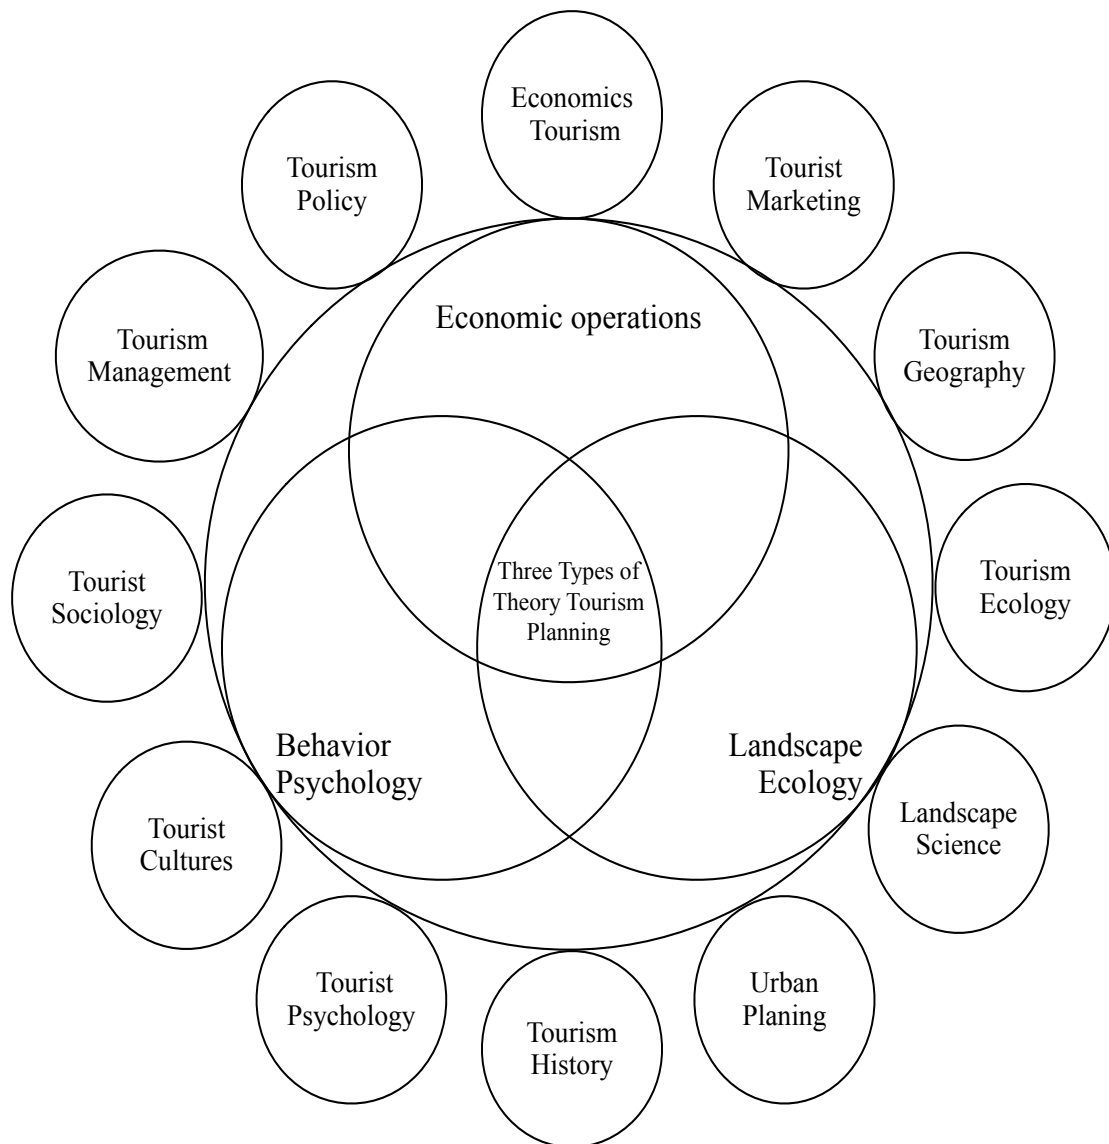 Economics
Tourism
Tourism
Policy
Tourist
Marketing
Economic operations
Tourism
Management
Tourism
Geography
Tourist
Sociology
Three Types of
Theory Tourism
Planning
Tourism
Ecology
Behavior
Psychology
Landscape
Ecology
Tourist
Cultures
Landscape
Science
Tourist
Psychology
Tourism
History
Urban
Planing